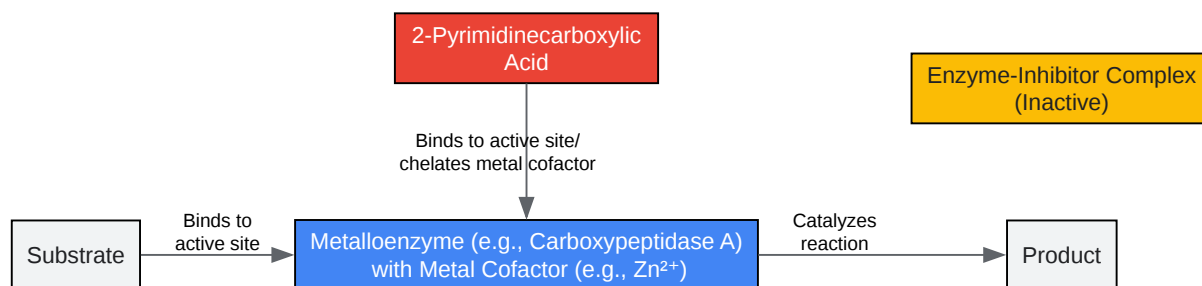 2-Pyrimidinecarboxylic
Acid
Enzyme-Inhibitor Complex
(Inactive)
Binds to active site/
chelates metal cofactor
Substrate
Binds to
active site
Metalloenzyme (e.g., Carboxypeptidase A)
with Metal Cofactor (e.g., Zn²⁺)
Catalyzes
reaction
Product